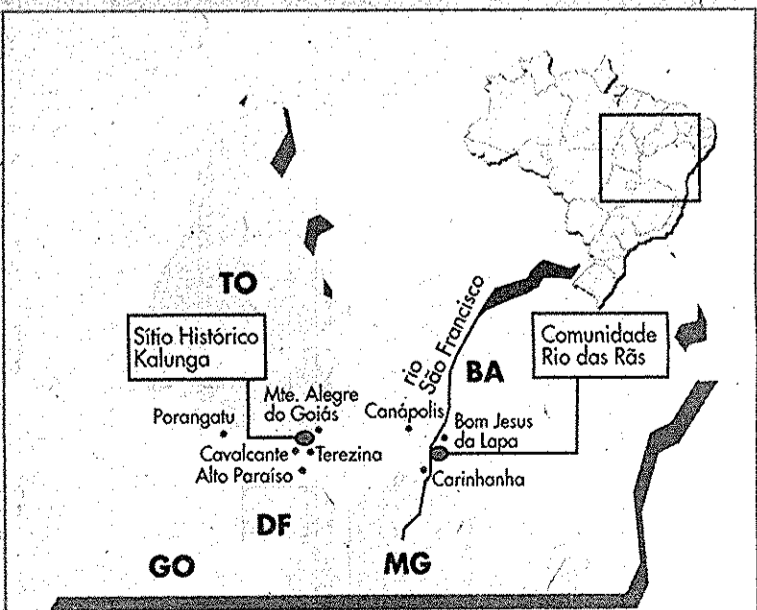 TO
Sítio Histórico
Kalunga
Mte. Alegre
do Goiás
Porangatu
Cavalcante
Terezina
Alto Paraíso
DF
GO
rio
São Francisco
BA
Canápolis
Bom Jesus
da Lapa
Carinhanha
MG
Comunidade
Rio das Rãs